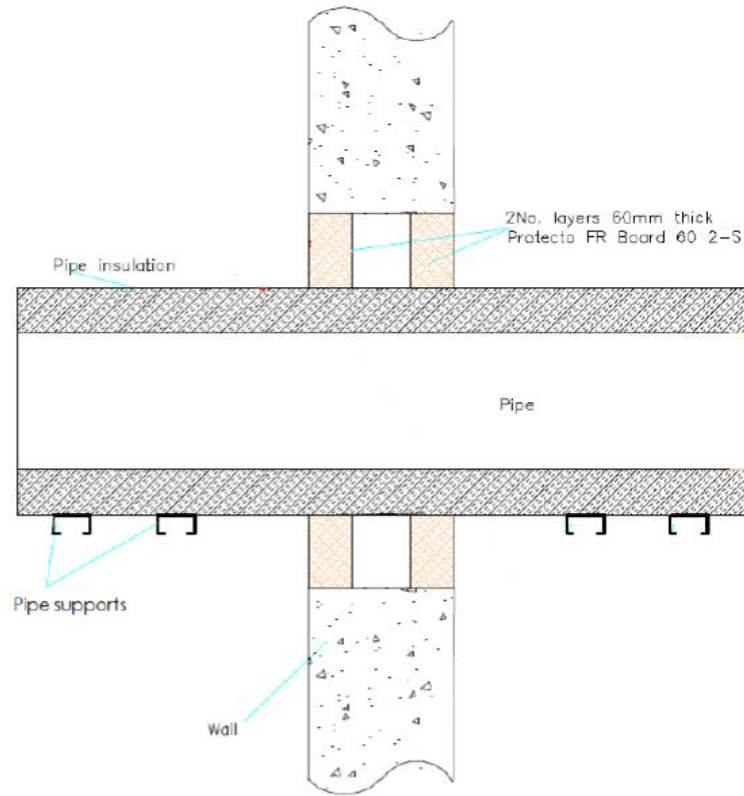 2No. layers 60mm thick
Protecta FR Board 60 2-S
Pipe insulation
Pipe
Pipe supports
Wall